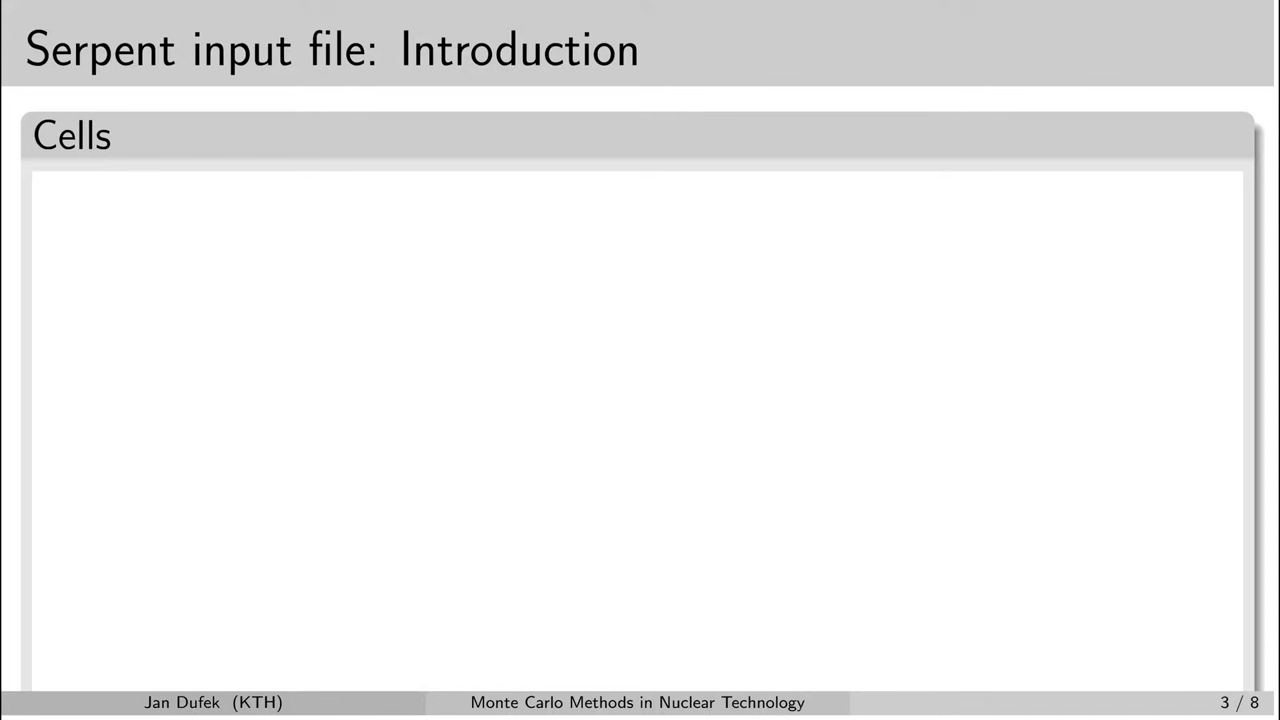 Serpent input file: Introduction
Cells
Jan Dufek (KTH)
Monte Carlo Methods in Nuclear Technology
3 / 8